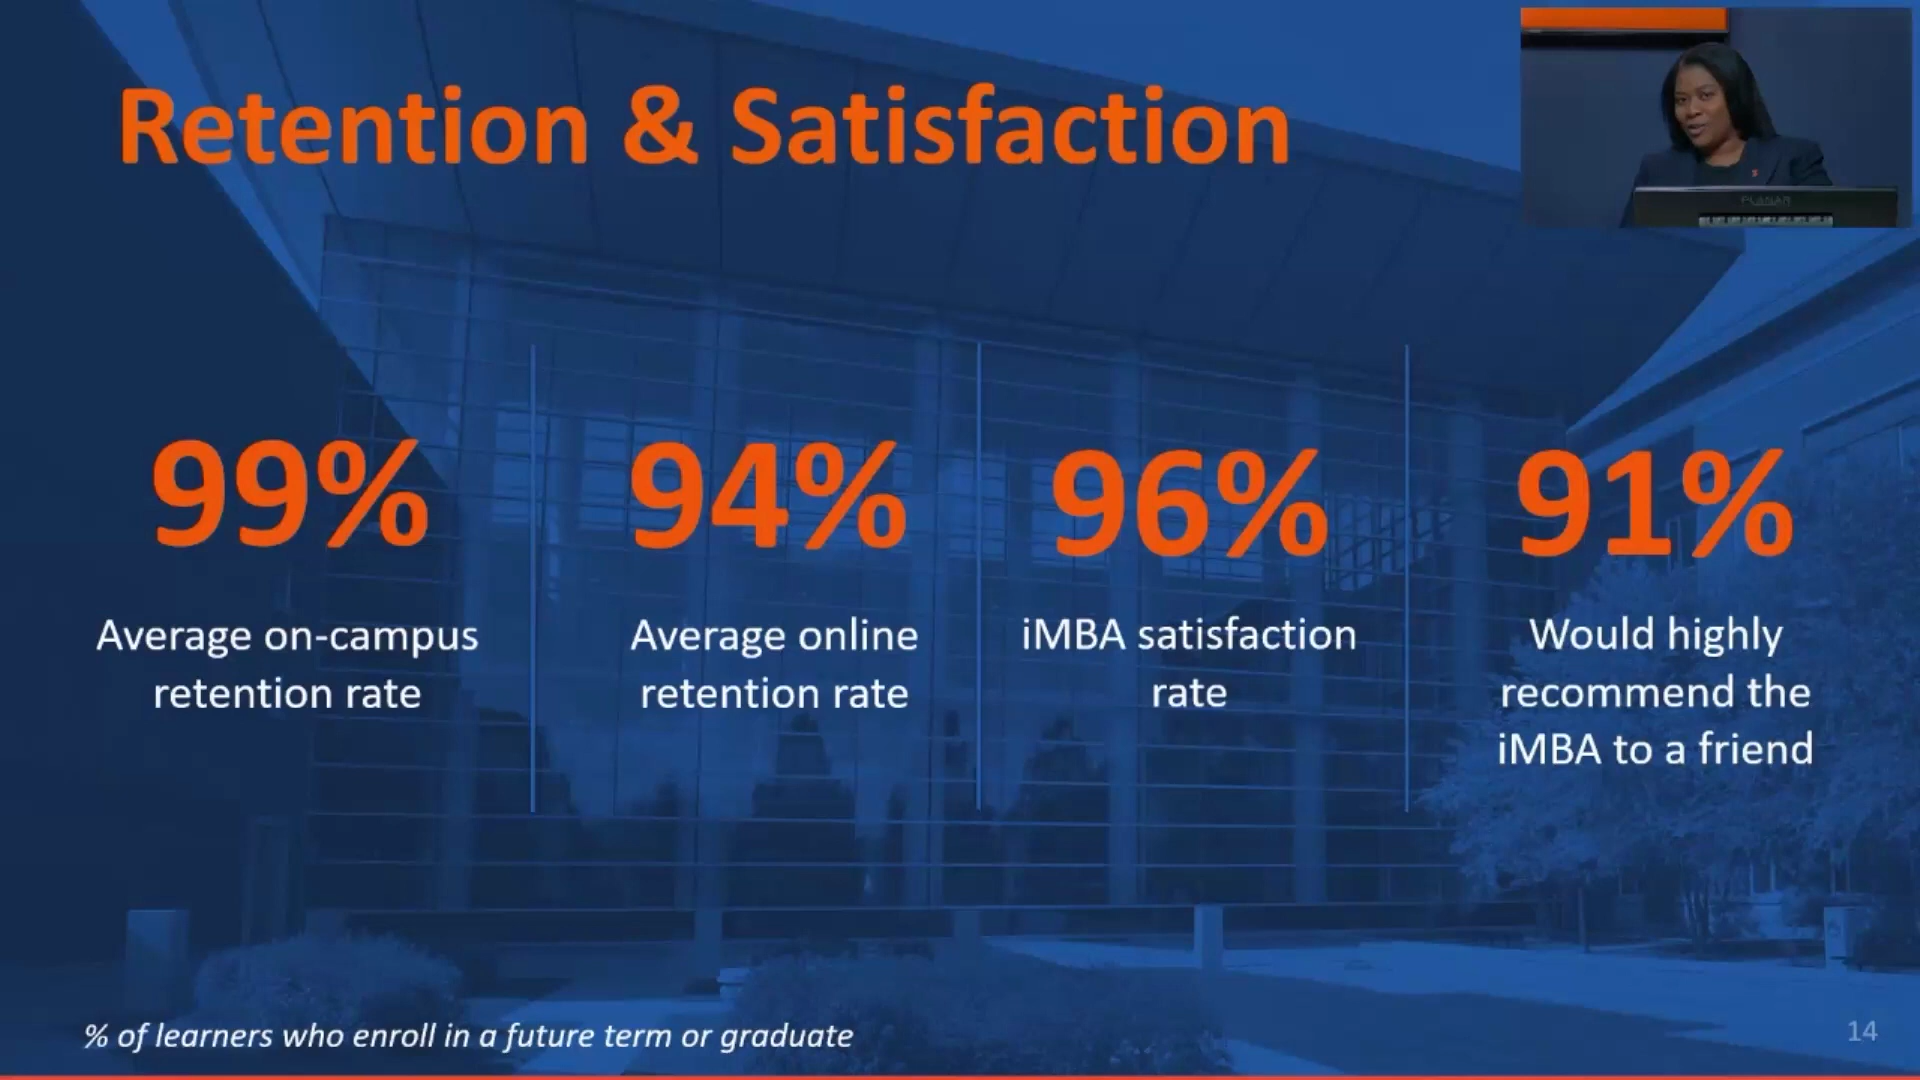 Retention & Satisfaction
PLANAR
99%
94%
96%
91%
Average on-campus
retention rate
Average online
retention rate
iMBA satisfaction
rate
Would highly
recommend the
iMBA to a friend
% of learners who enroll in a future term or graduate
14